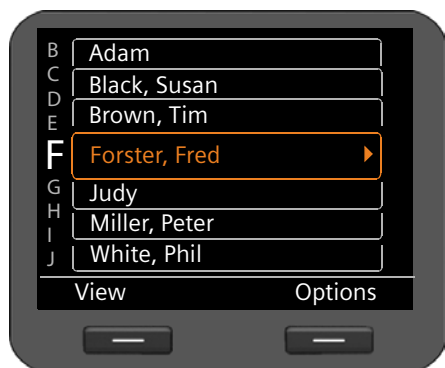 B
C
D
E
F
G
H
I
J
Adam
Black, Susan
Brown, Tim
Forster, Fred
Judy
Miller, Peter
White, Phil
View Options